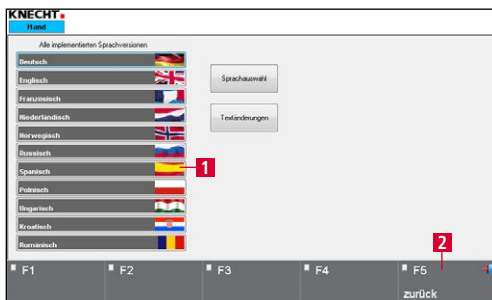 KNECHT
Hand
Alle implementierten Sprachversionen
Deutsch
Englisch
Französisch
Niederländisch
Norwegisch
Russisch
Spanisch
Polnisch
Ungarisch
Kroatisch
Rumänisch
Sprachauswahl
Textänderungen
1
2
F1
F2
F3
F4
F5
zurück